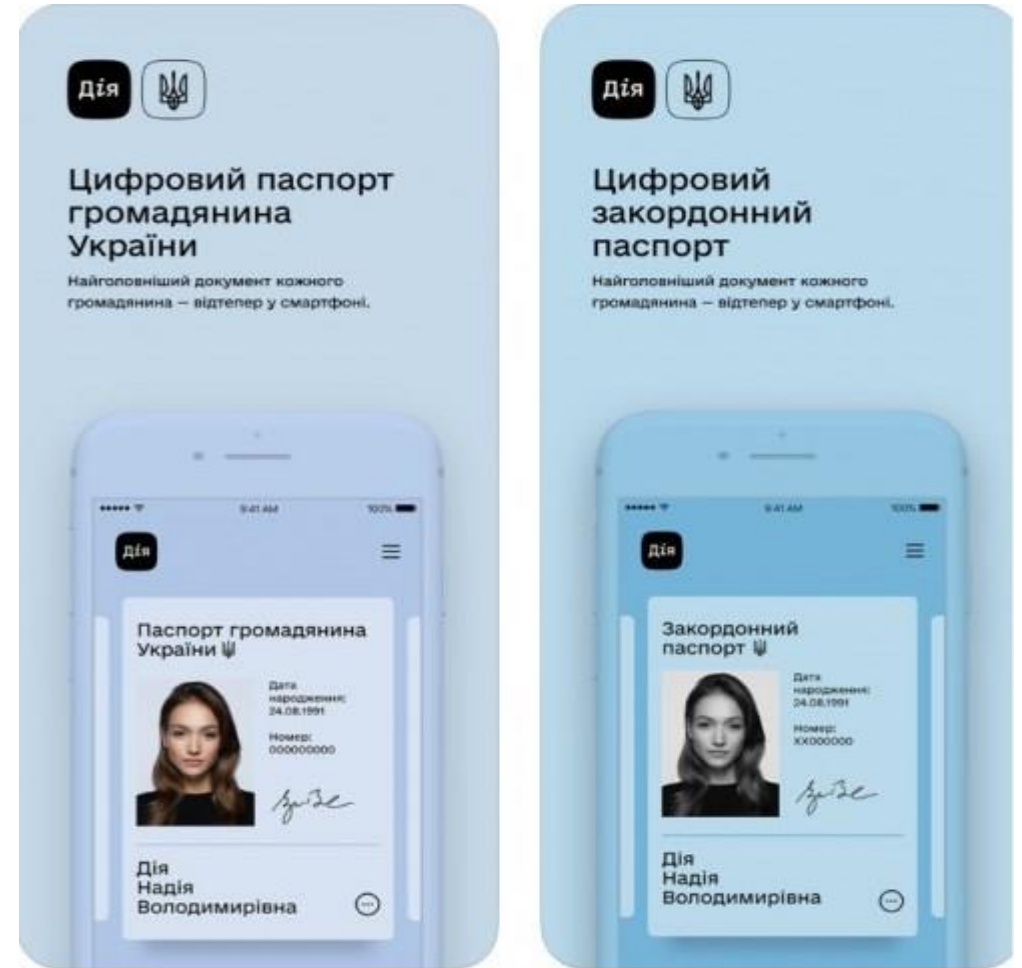 Дія
Цифровий паспорт
громадянина
України
Найголовніший документ кожного
громадянина — відтепер у смартфоні.
9:41 AM
100%
Дія
Паспорт громадянина
України
Дата
народження:
24.08.1991
Номер:
000000000
Дія
Надія
Володимирівна
Дія
Цифровий
закордонний
паспорт
Найголовніший документ кожного
громадянина — відтепер у смартфоні.
9:41 AM
100%
Дія
Закордонний
паспорт
Дата
народження:
24.08.1991
Номер:
XX000000
Дія
Надія
Володимирівна